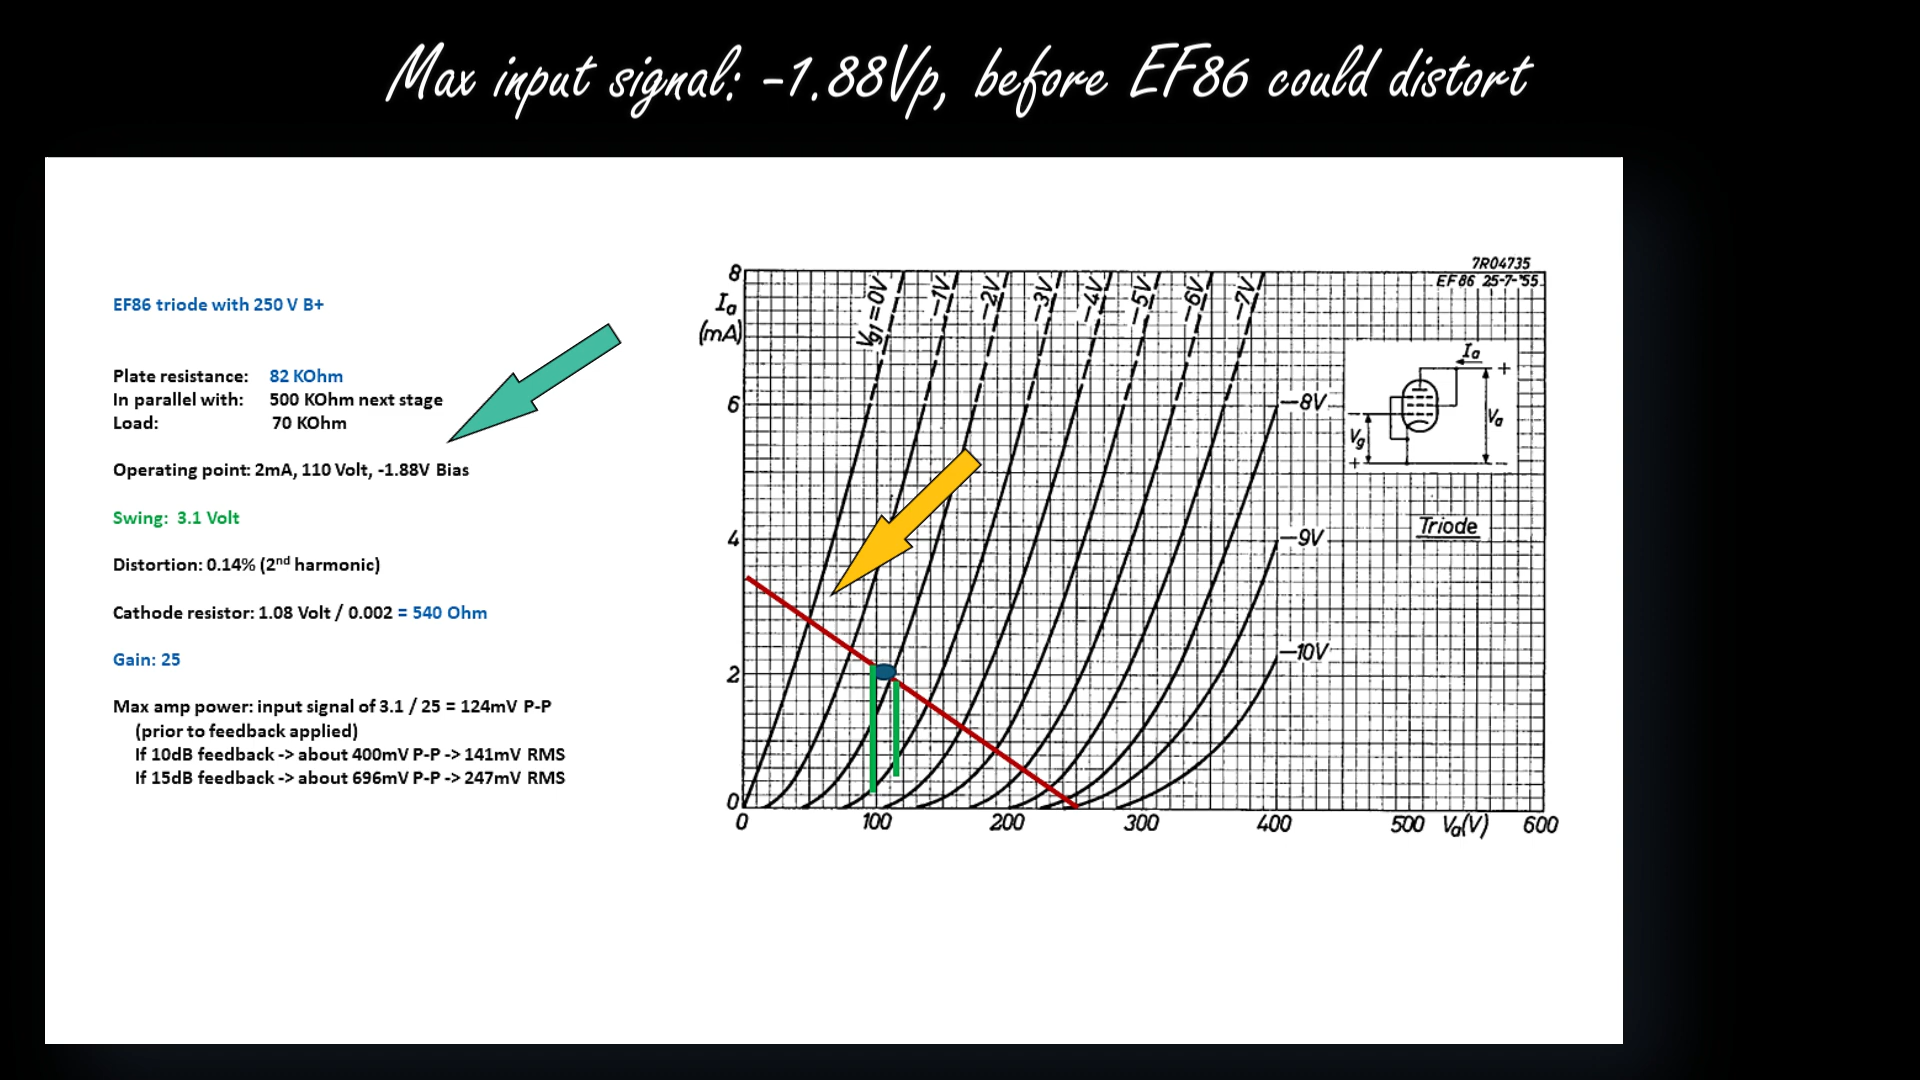 Max input signal: -1.88Vp, before EF86 could distort
EF86 triode with 250 V B+
Plate resistance: 82 KOhm
In parallel with: 500 KOhm next stage
Load: 70 KOhm
Operating point: 2mA, 110 Volt, -1.88V Bias
Swing: 3.1 Volt
Distortion: 0.14% (2nd harmonic)
Cathode resistor: 1.08 Volt / 0.002 = 540 Ohm
Gain: 25
Max amp power: input signal of 3.1 / 25 = 124mV P-P
(prior to feedback applied)
If 10dB feedback -> about 400mV P-P -> 141mV RMS
If 15dB feedback -> about 696mV P-P -> 247mV RMS
7R04735
EF86 25-7-'55
8
Ia
(mA)
6
4
2
0
Vg1=0V
-1V
-2V
-3V
-4V
-5V
-6V
-7V
-8V
-9V
-10V
Ia
+
Va
Vg
+
-
Triode
0
100
200
300
400
500
Va(V)
600